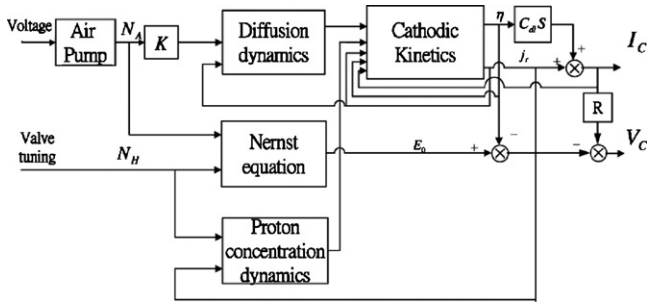 Voltage
Air
Pump
N_A
K
Diffusion
dynamics
Cathodic
Kinetics
η
C_dl S
+
I_C
j_r
+
R
Valve
tuning
N_H
Nernst
equation
E_0
+
−
−
V_C
Proton
concentration
dynamics